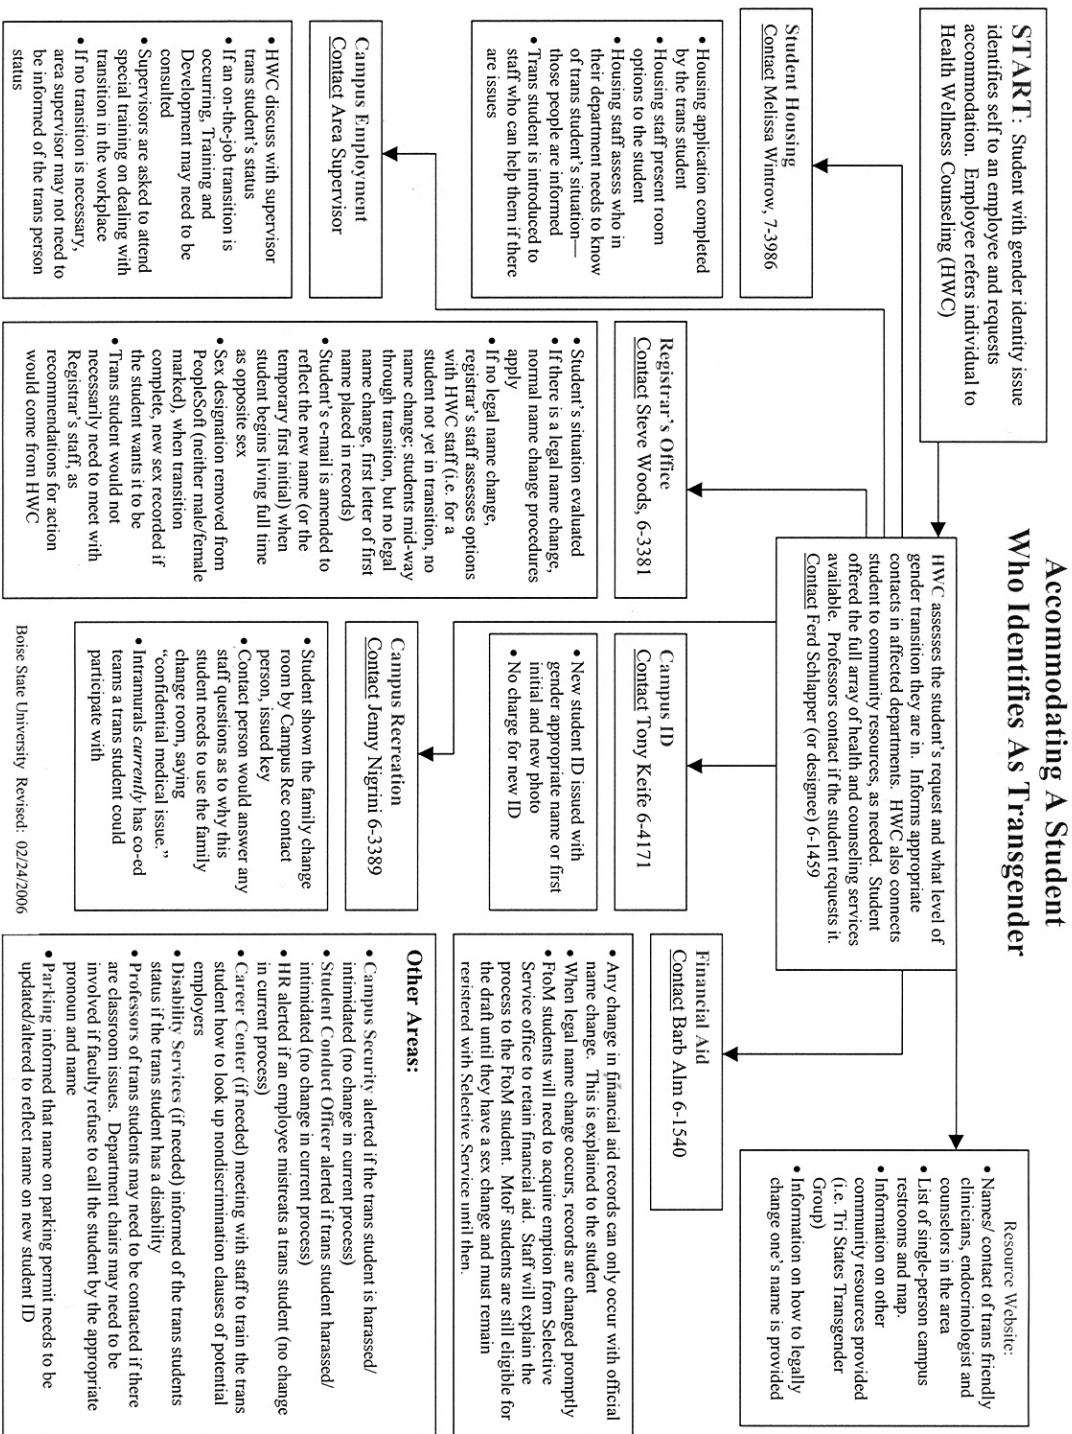 Accommodating A Student
Who Identifies As Transgender
START: Student with gender identity issue
identifies self to an employee and requests
accommodation. Employee refers individual to
Health Wellness Counseling (HWC)
HWC assesses the student's request and what level of
gender transition they are in. Informs appropriate
contacts in affected departments. HWC also connects
student to community resources, as needed. Student
offered the full array of health and counseling services
available. Professors contact if the student requests it.
Contact Ferd Schlapper (or designee) 6-1459
Resource Website:
• Names/ contact of trans friendly
clinicians, endocrinologist and
counselors in the area
• List of single-person campus
restrooms and map.
• Information on other
community resources provided
(i.e. Tri States Transgender
Group)
• Information on how to legally
change one's name is provided
Student Housing
Contact Melissa Wintrow, 7-3986
• Housing application completed
by the trans student
• Housing staff present room
options to the student
• Housing staff assess who in
their department needs to know
of trans student's situation—
those people are informed
• Trans student is introduced to
staff who can help them if there
are issues
Campus Employment
Contact Area Supervisor
• HWC discuss with supervisor
trans student's status
• If an on-the-job transition is
occurring, Training and
Development may need to be
consulted
• Supervisors are asked to attend
special training on dealing with
transition in the workplace
• If no transition is necessary,
area supervisor may not need to
be informed of the trans person
status
Registrar's Office
Contact Steve Woods, 6-3381
• Student's situation evaluated
• If there is a legal name change,
normal name change procedures
apply
• If no legal name change,
registrar's staff assesses options
with HWC staff (i.e. for a
student not yet in transition, no
name change; students mid-way
through transition, but no legal
name change, first letter of first
name placed in records)
• Student's e-mail is amended to
reflect the new name (or the
temporary first initial) when
student begins living full time
as opposite sex
• Sex designation removed from
PeopleSoft (neither male/female
marked), when transition
complete, new sex recorded if
the student wants it to be
• Trans student would not
necessarily need to meet with
Registrar's staff, as
recommendations for action
would come from HWC
Campus ID
Contact Tony Keife 6-4171
• New student ID issued with
gender appropriate name or first
initial and new photo
• No charge for new ID
Campus Recreation
Contact Jenny Nigrini 6-3389
• Student shown the family change
room by Campus Rec contact
person, issued key
• Contact person would answer any
staff questions as to why this
student needs to use the family
change room, saying
"confidential medical issue."
• Intramurals currently has co-ed
teams a trans student could
participate with
Financial Aid
Contact Barb Alm 6-1540
• Any change in financial aid records can only occur with official
name change. This is explained to the student
• When legal name change occurs, records are changed promptly
• FtoM students will need to acquire emption from Selective
Service office to retain financial aid. Staff will explain the
process to the FtoM student. MtoF students are still eligible for
the draft until they have a sex change and must remain
registered with Selective Service until then.
Other Areas:
• Campus Security alerted if the trans student is harassed/
intimidated (no change in current process)
• Student Conduct Officer alerted if trans student harassed/
intimidated (no change in current process)
• HR alerted if an employee mistreats a trans student (no change
in current process)
• Career Center (if needed) meeting with staff to train the trans
student how to look up nondiscrimination clauses of potential
employers
• Disability Services (if needed) informed of the trans students
status if the trans student has a disability
• Professors of trans students may need to be contacted if there
are classroom issues. Department chairs may need to be
involved if faculty refuse to call the student by the appropriate
pronoun and name
• Parking informed that name on parking permit needs to be
updated/altered to reflect name on new student ID
Boise State University Revised: 02/24/2006